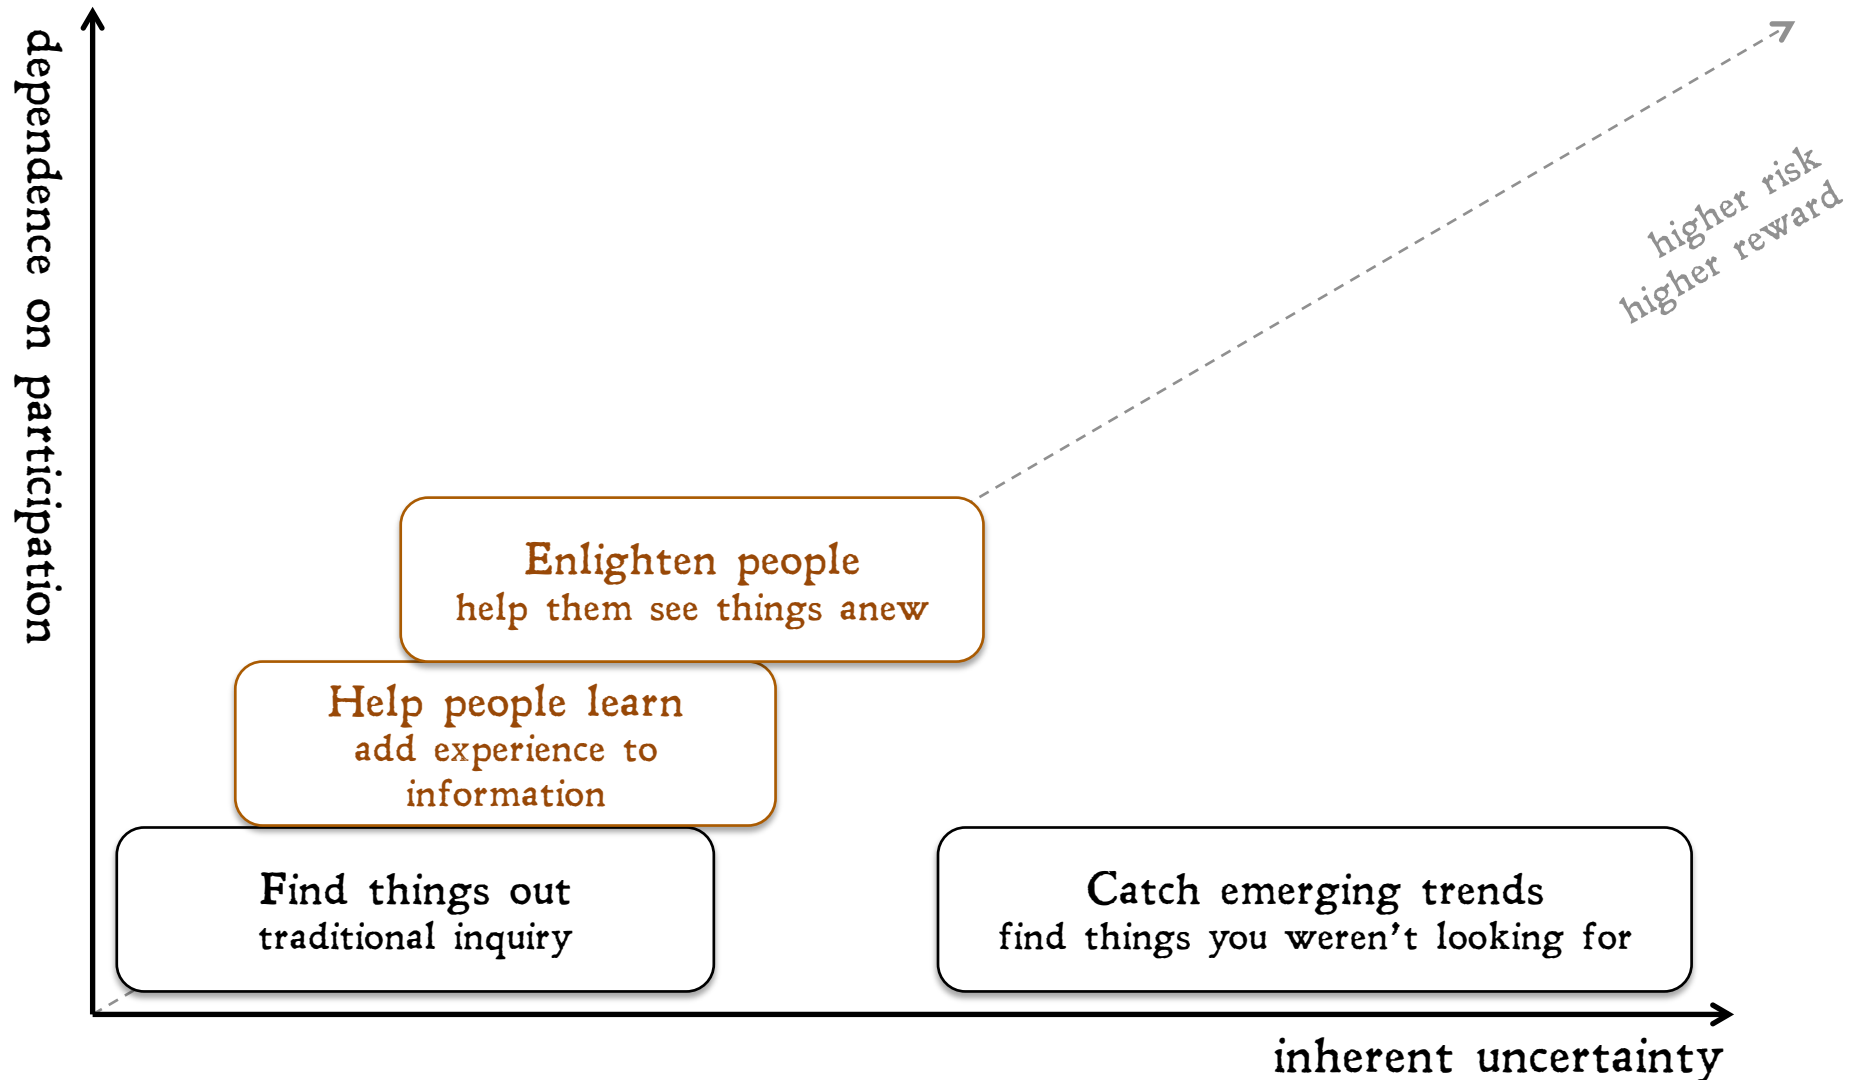 dependence on participation
higher risk
higher reward
Enlighten people
help them see things anew
Help people learn
add experience to
information
Find things out
traditional inquiry
Catch emerging trends
find things you weren't looking for
inherent uncertainty